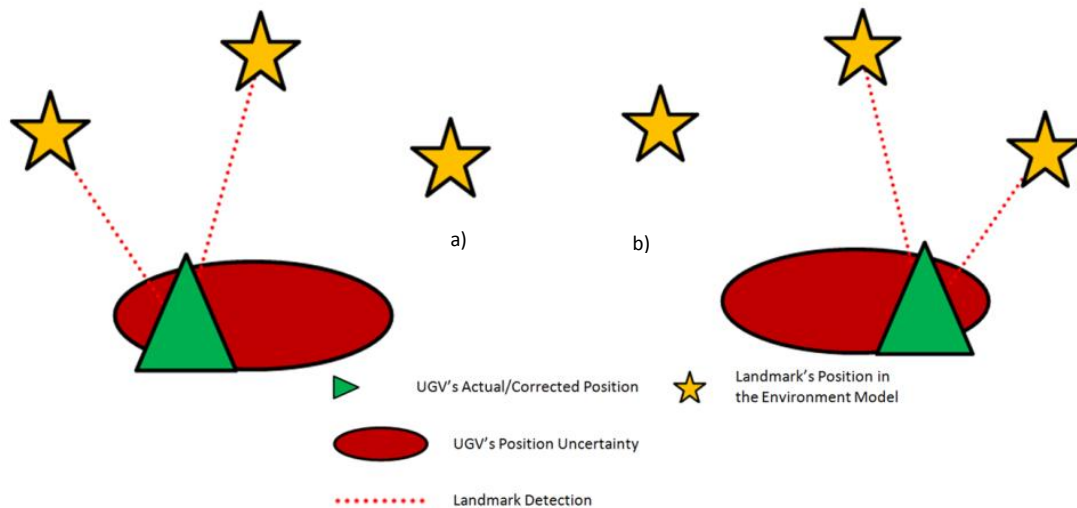 a)
b)
UGV's Actual/Corrected Position
Landmark's Position in
the Environment Model
UGV's Position Uncertainty
Landmark Detection